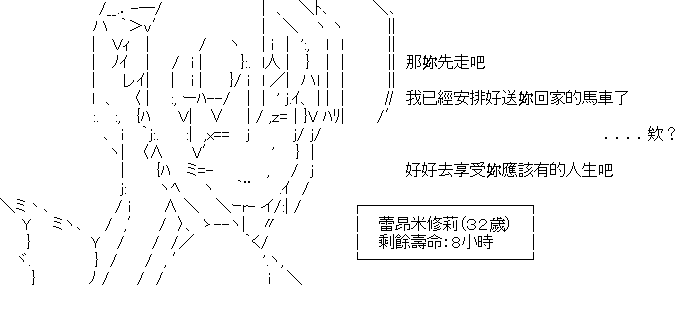 那妳先走吧
我已經安排好送妳回家的馬車了
....欸？
好好去享受妳應該有的人生吧
蕾昂米修莉(３２歲)
剩餘壽命：８小時